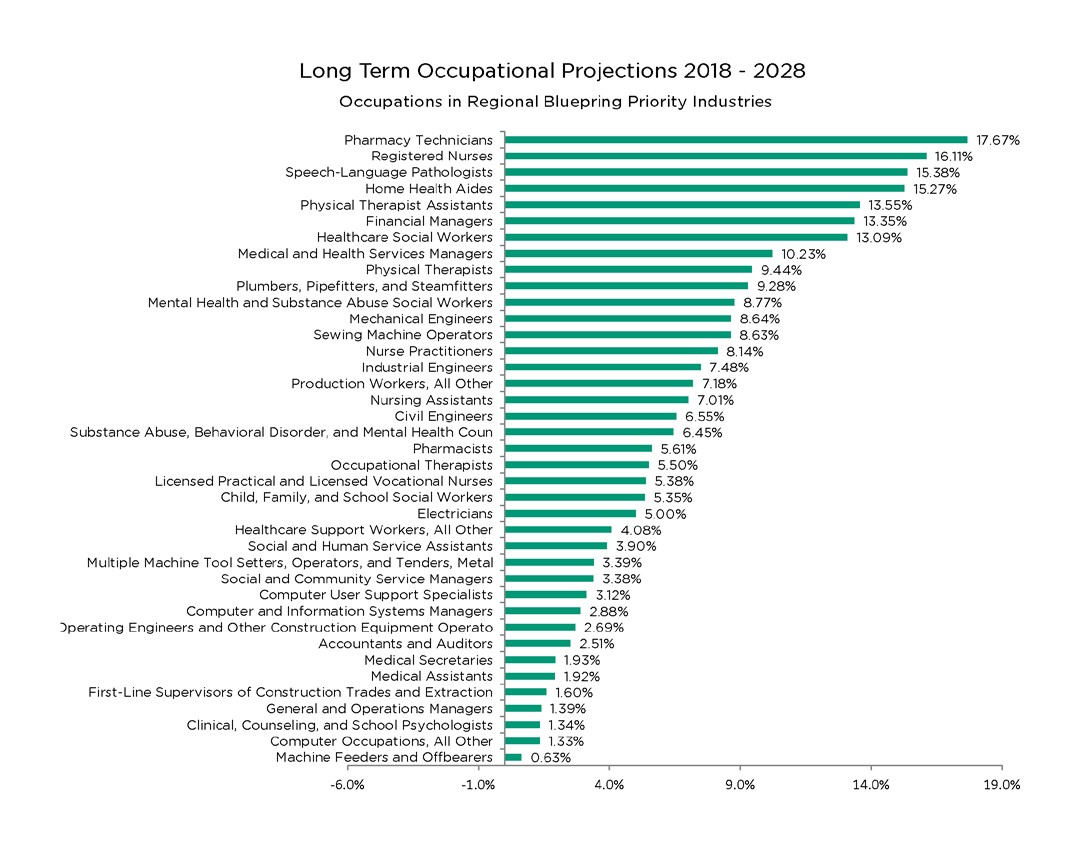 Long Term Occupational Projections 2018 - 2028
Occupations in Regional Bluepring Priority Industries
Pharmacy Technicians 17.67%
Registered Nurses 16.11%
Speech-Language Pathologists 15.38%
Home Health Aides 15.27%
Physical Therapist Assistants 13.55%
Financial Managers 13.35%
Healthcare Social Workers 13.09%
Medical and Health Services Managers 10.23%
Physical Therapists 9.44%
Plumbers, Pipefitters, and Steamfitters 9.28%
Mental Health and Substance Abuse Social Workers 8.77%
Mechanical Engineers 8.64%
Sewing Machine Operators 8.63%
Nurse Practitioners 8.14%
Industrial Engineers 7.48%
Production Workers, All Other 7.18%
Nursing Assistants 7.01%
Civil Engineers 6.55%
Substance Abuse, Behavioral Disorder, and Mental Health Coun 6.45%
Pharmacists 5.61%
Occupational Therapists 5.50%
Licensed Practical and Licensed Vocational Nurses 5.38%
Child, Family, and School Social Workers 5.35%
Electricians 5.00%
Healthcare Support Workers, All Other 4.08%
Social and Human Service Assistants 3.90%
Multiple Machine Tool Setters, Operators, and Tenders, Metal 3.39%
Social and Community Service Managers 3.38%
Computer User Support Specialists 3.12%
Computer and Information Systems Managers 2.88%
Operating Engineers and Other Construction Equipment Operato 2.69%
Accountants and Auditors 2.51%
Medical Secretaries 1.93%
Medical Assistants 1.92%
First-Line Supervisors of Construction Trades and Extraction 1.60%
General and Operations Managers 1.39%
Clinical, Counseling, and School Psychologists 1.34%
Computer Occupations, All Other 1.33%
Machine Feeders and Offbearers 0.63%
-6.0% -1.0% 4.0% 9.0% 14.0% 19.0%